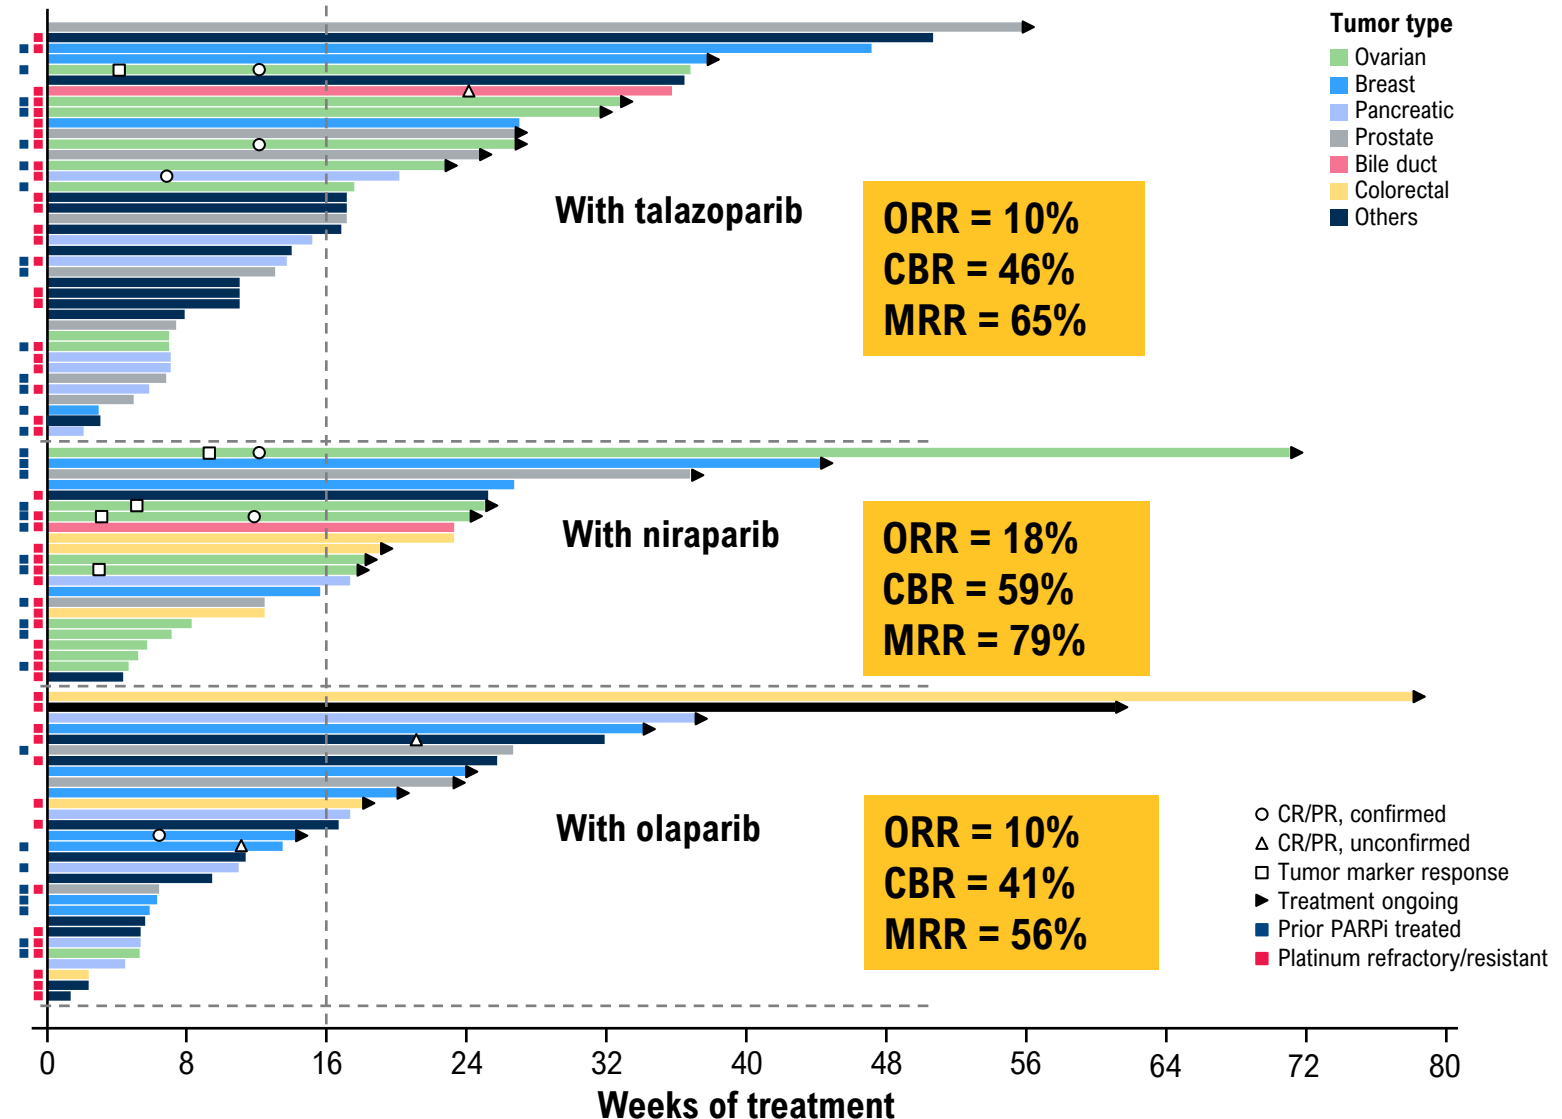 Tumor type
Ovarian
Breast
Pancreatic
Prostate
Bile duct
Colorectal
Others
With talazoparib
ORR = 10%
CBR = 46%
MRR = 65%
With niraparib
ORR = 18%
CBR = 59%
MRR = 79%
With olaparib
ORR = 10%
CBR = 41%
MRR = 56%
CR/PR, confirmed
CR/PR, unconfirmed
Tumor marker response
Treatment ongoing
Prior PARPi treated
Platinum refractory/resistant
0 8 16 24 32 40 48 56 64 72 80
Weeks of treatment